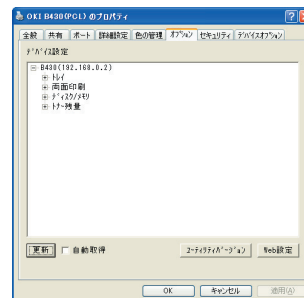 OKI B430(PCL) のプロパティ
全般 共有 ポート 詳細設定 色の管理 オプション セキュリティ デバイスオプション
デバイス設定
B430(192.168.0.2)
トレイ
両面印刷
ディスク/メモリ
トナー残量
更新 自動取得 ユーティリティバージョン Web設定
OK キャンセル 適用(A)